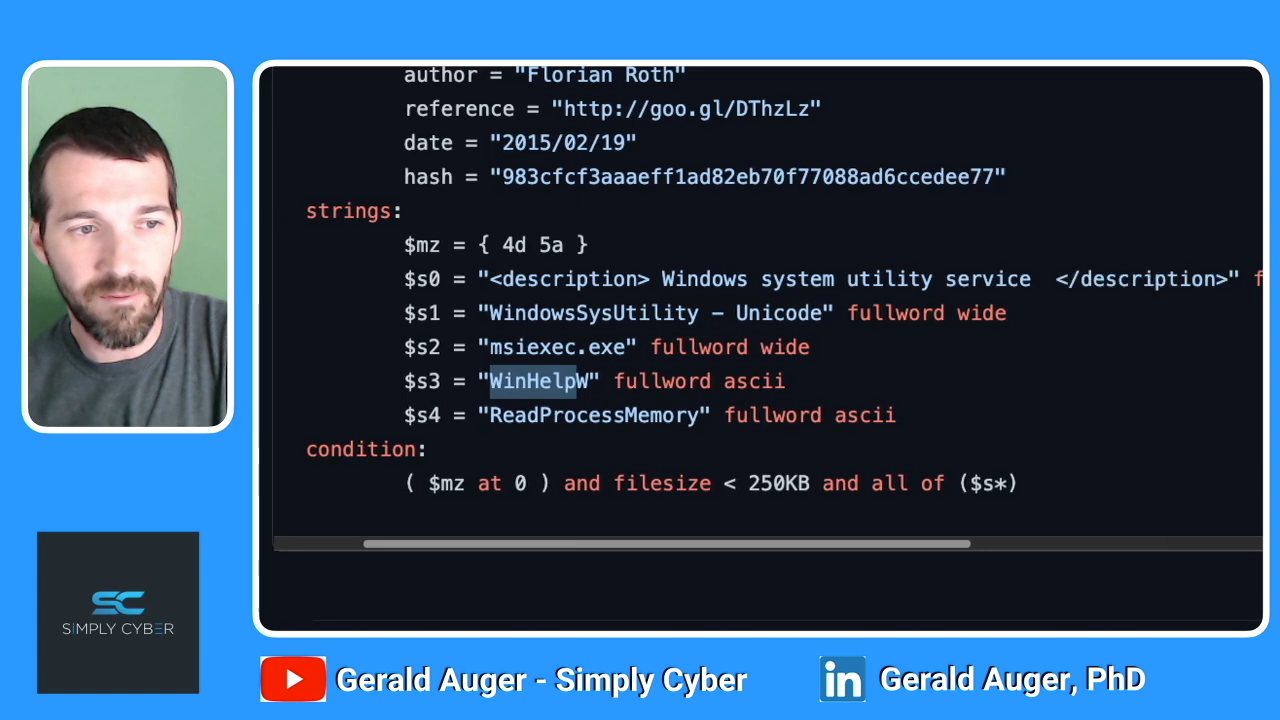 author = "Florian Roth"
reference = "http://goo.gl/DThzLz"
date = "2015/02/19"
hash = "983cfcf3aaaeff1ad82eb70f77088ad6ccedee77"
strings:
$mz = { 4d 5a }
$s0 = "<description> Windows system utility service  </description>" f
$s1 = "WindowsSysUtility - Unicode" fullword wide
$s2 = "msiexec.exe" fullword wide
$s3 = "WinHelpW" fullword ascii
$s4 = "ReadProcessMemory" fullword ascii
condition:
( $mz at 0 ) and filesize < 250KB and all of ($s*)
SC
SIMPLY CYBER
Gerald Auger - Simply Cyber
in Gerald Auger, PhD